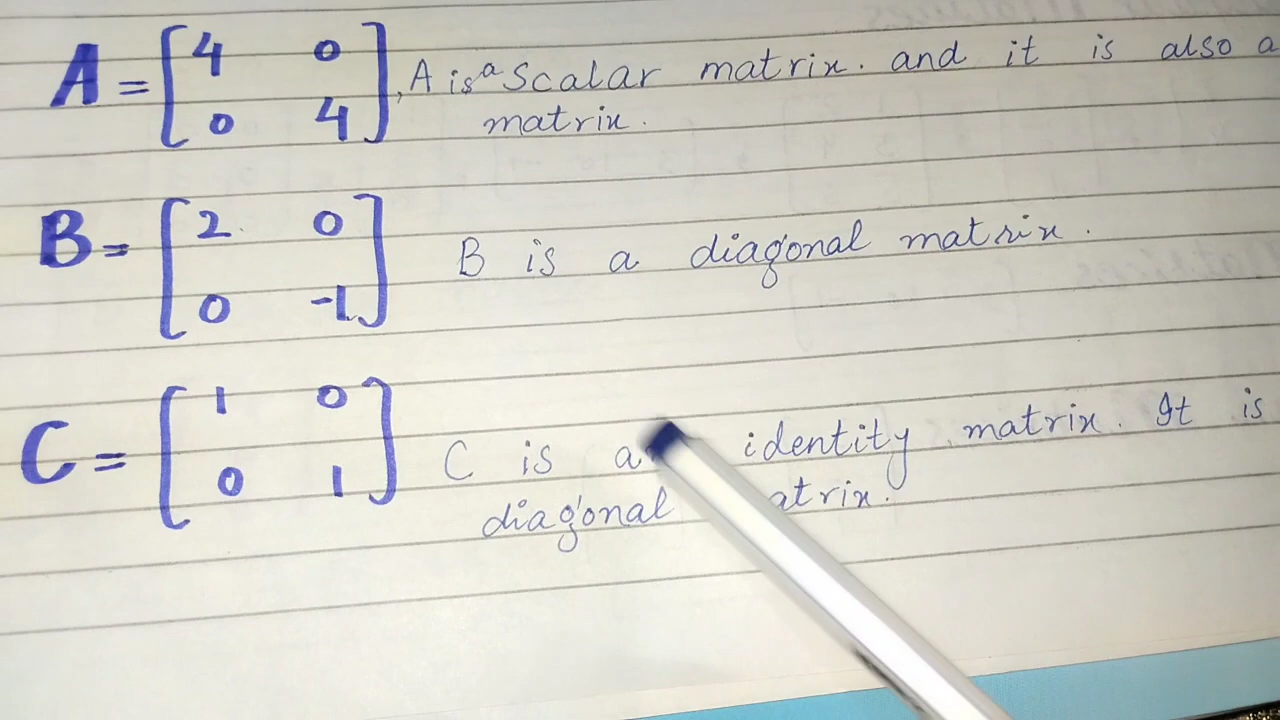 A = [ 4 0
0 4 ] , A is a Scalar matrix. and it is also a
matrix.
B = [ 2 0
0 -1 ] B is a diagonal matrix.
C = [ 1 0
0 1 ] C is identity matrix. It is
diagonal